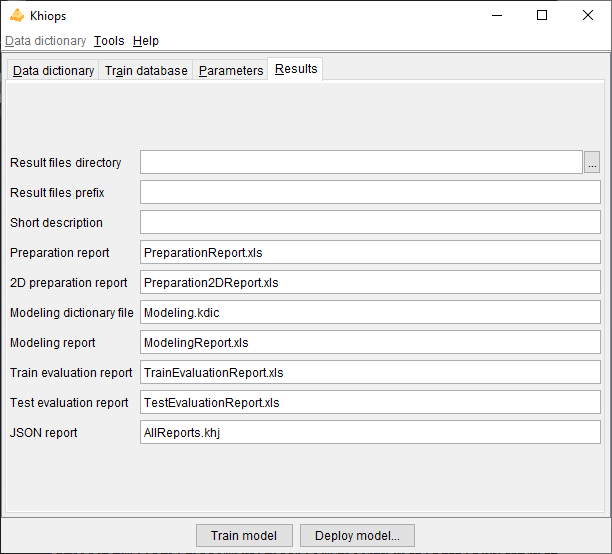 Khiops
Data dictionary Tools Help
Data dictionary Train database Parameters Results
Result files directory ...
Result files prefix
Short description
Preparation report PreparationReport.xls
2D preparation report Preparation2DReport.xls
Modeling dictionary file Modeling.kdic
Modeling report ModelingReport.xls
Train evaluation report TrainEvaluationReport.xls
Test evaluation report TestEvaluationReport.xls
JSON report AllReports.khj
Train model Deploy model...